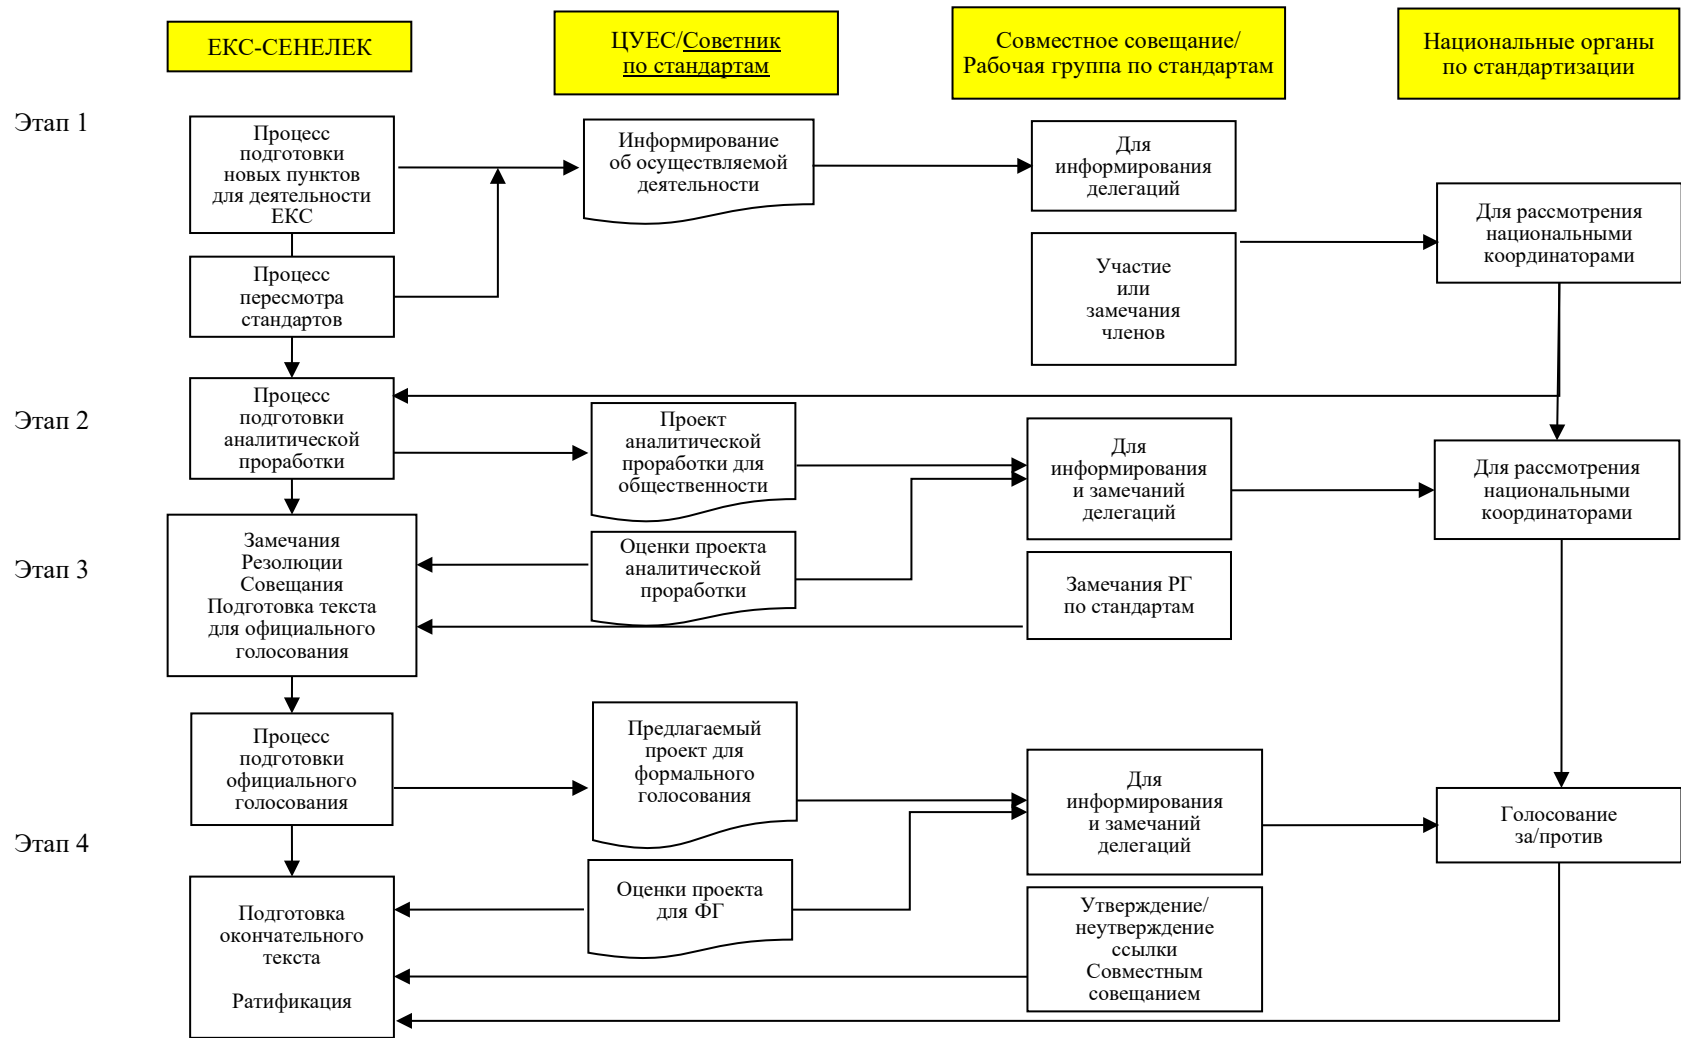 ЕКС-СЕНЕЛЕК
ЦУЕС/Советник
по стандартам
Совместное совещание/
Рабочая группа по стандартам
Национальные органы
по стандартизации
Этап 1
Процесс
подготовки
новых пунктов
для деятельности
ЕКС
Информирование
об осуществляемой
деятельности
Для
информирования
делегаций
Для рассмотрения
национальными
координаторами
Процесс
пересмотра
стандартов
Участие
или
замечания
членов
Этап 2
Процесс
подготовки
аналитической
проработки
Проект
аналитической
проработки для
общественности
Для
информирования
и замечаний
делегаций
Для рассмотрения
национальными
координаторами
Этап 3
Замечания
Резолюции
Совещания
Подготовка текста
для официального
голосования
Оценки проекта
аналитической
проработки
Замечания РГ
по стандартам
Процесс
подготовки
официального
голосования
Предлагаемый
проект для
формального
голосования
Для
информирования
и замечаний
делегаций
Голосование
за/против
Этап 4
Подготовка
окончательного
текста
Ратификация
Оценки проекта
для ФГ
Утверждение/
неутверждение
ссылки
Совместным
совещанием